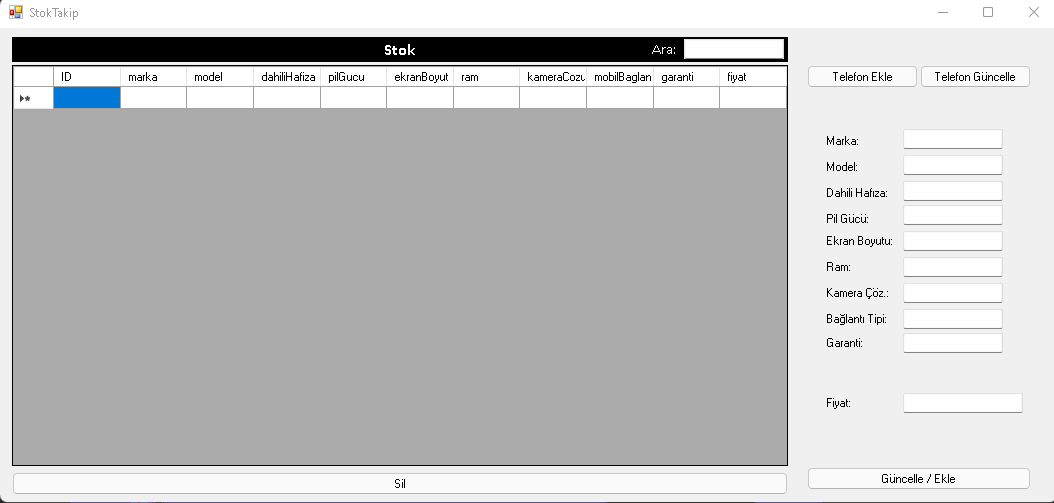 StokTakip
Stok Ara:
ID marka model dahiliHafiza pilGucu ekranBoyut ram kameraCozu mobilBaglan garanti fiyat
Telefon Ekle Telefon Güncelle
Marka:
Model:
Dahili Hafıza:
Pil Gücü:
Ekran Boyutu:
Ram:
Kamera Çöz.:
Bağlantı Tipi:
Garanti:
Fiyat:
Sil
Güncelle / Ekle